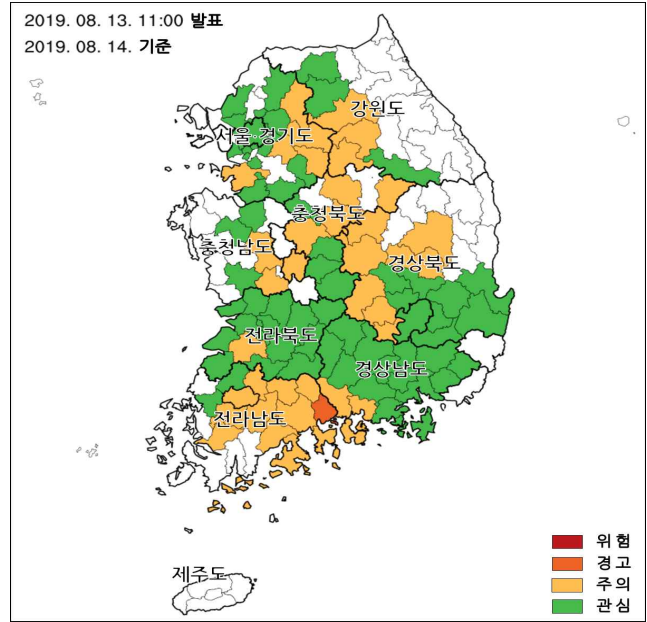 2019. 08. 13. 11:00 발표
2019. 08. 14. 기준
강원도
서울·경기도
충청북도
충청남도
경상북도
전라북도
경상남도
전라남도
제주도
위험
경고
주의
관심